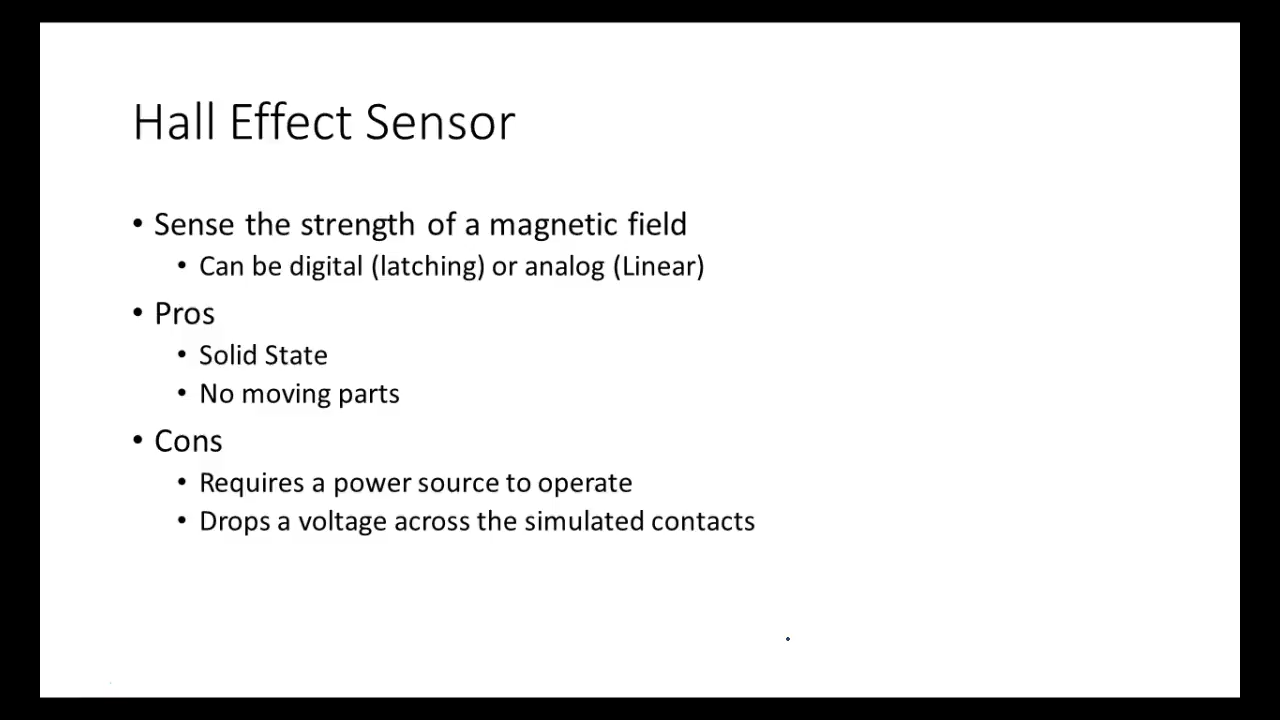 Hall Effect Sensor
• Sense the strength of a magnetic field
• Can be digital (latching) or analog (Linear)
• Pros
• Solid State
• No moving parts
• Cons
• Requires a power source to operate
• Drops a voltage across the simulated contacts